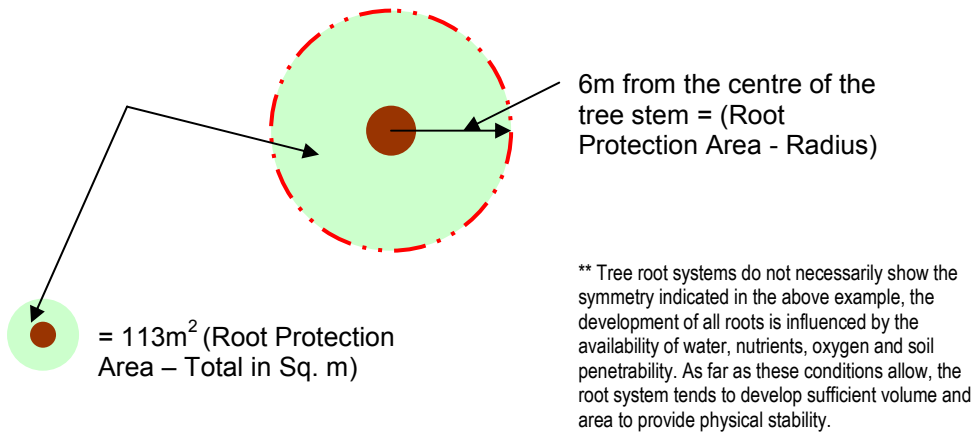 6m from the centre of the
tree stem = (Root
Protection Area - Radius)
= 113m² (Root Protection
Area – Total in Sq. m)
** Tree root systems do not necessarily show the
symmetry indicated in the above example, the
development of all roots is influenced by the
availability of water, nutrients, oxygen and soil
penetrability. As far as these conditions allow, the
root system tends to develop sufficient volume and
area to provide physical stability.